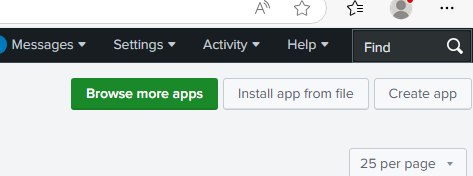 Messages Settings Activity Help Find
Browse more apps Install app from file Create app
25 per page